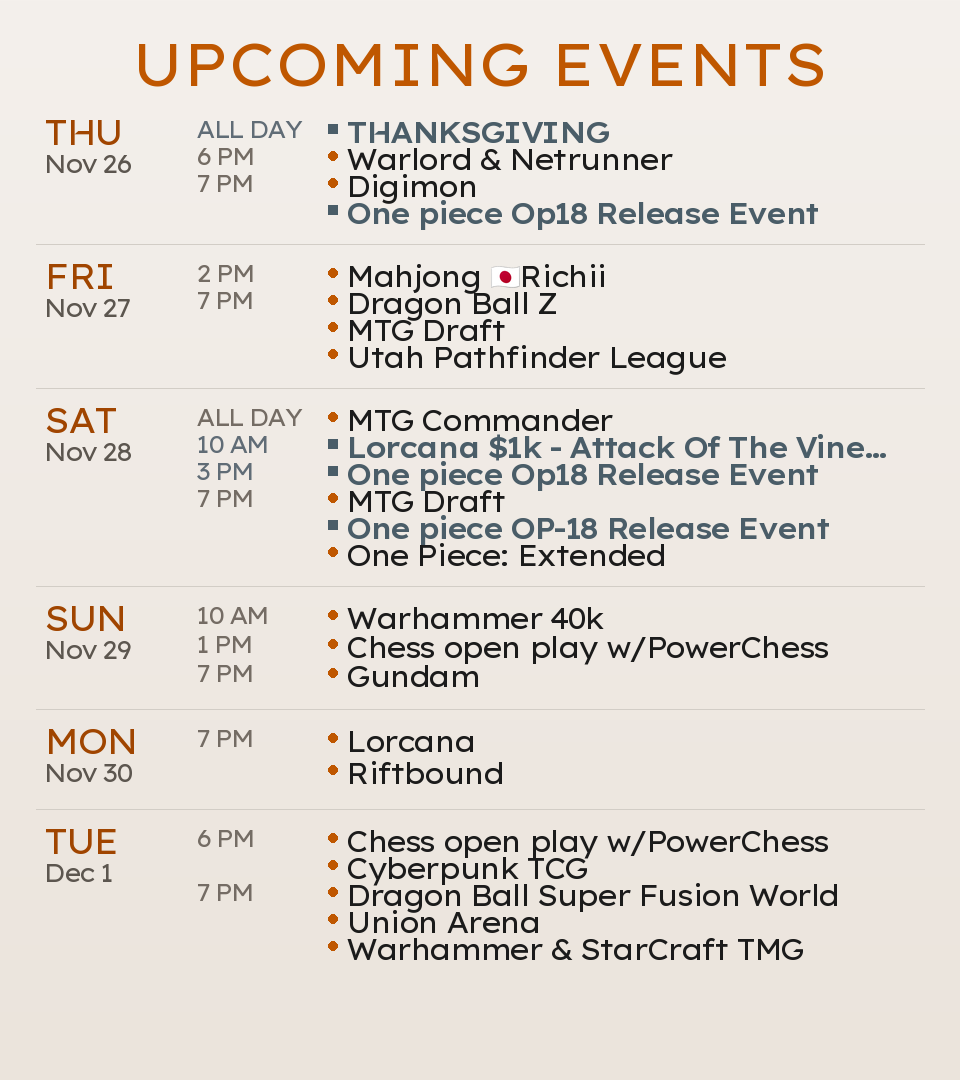 UPCOMING EVENTS
THU
Nov 26
ALL DAY THANKSGIVING
6 PM Warlord & Netrunner
7 PM Digimon
One piece Op18 Release Event
FRI
Nov 27
2 PM Mahjong 🇯🇵Richii
7 PM Dragon Ball Z
MTG Draft
Utah Pathfinder League
SAT
Nov 28
ALL DAY MTG Commander
10 AM Lorcana $1k - Attack Of The Vine...
3 PM One piece Op18 Release Event
7 PM MTG Draft
One piece OP-18 Release Event
One Piece: Extended
SUN
Nov 29
10 AM Warhammer 40k
1 PM Chess open play w/PowerChess
7 PM Gundam
MON
Nov 30
7 PM Lorcana
Riftbound
TUE
Dec 1
6 PM Chess open play w/PowerChess
Cyberpunk TCG
7 PM Dragon Ball Super Fusion World
Union Arena
Warhammer & StarCraft TMG